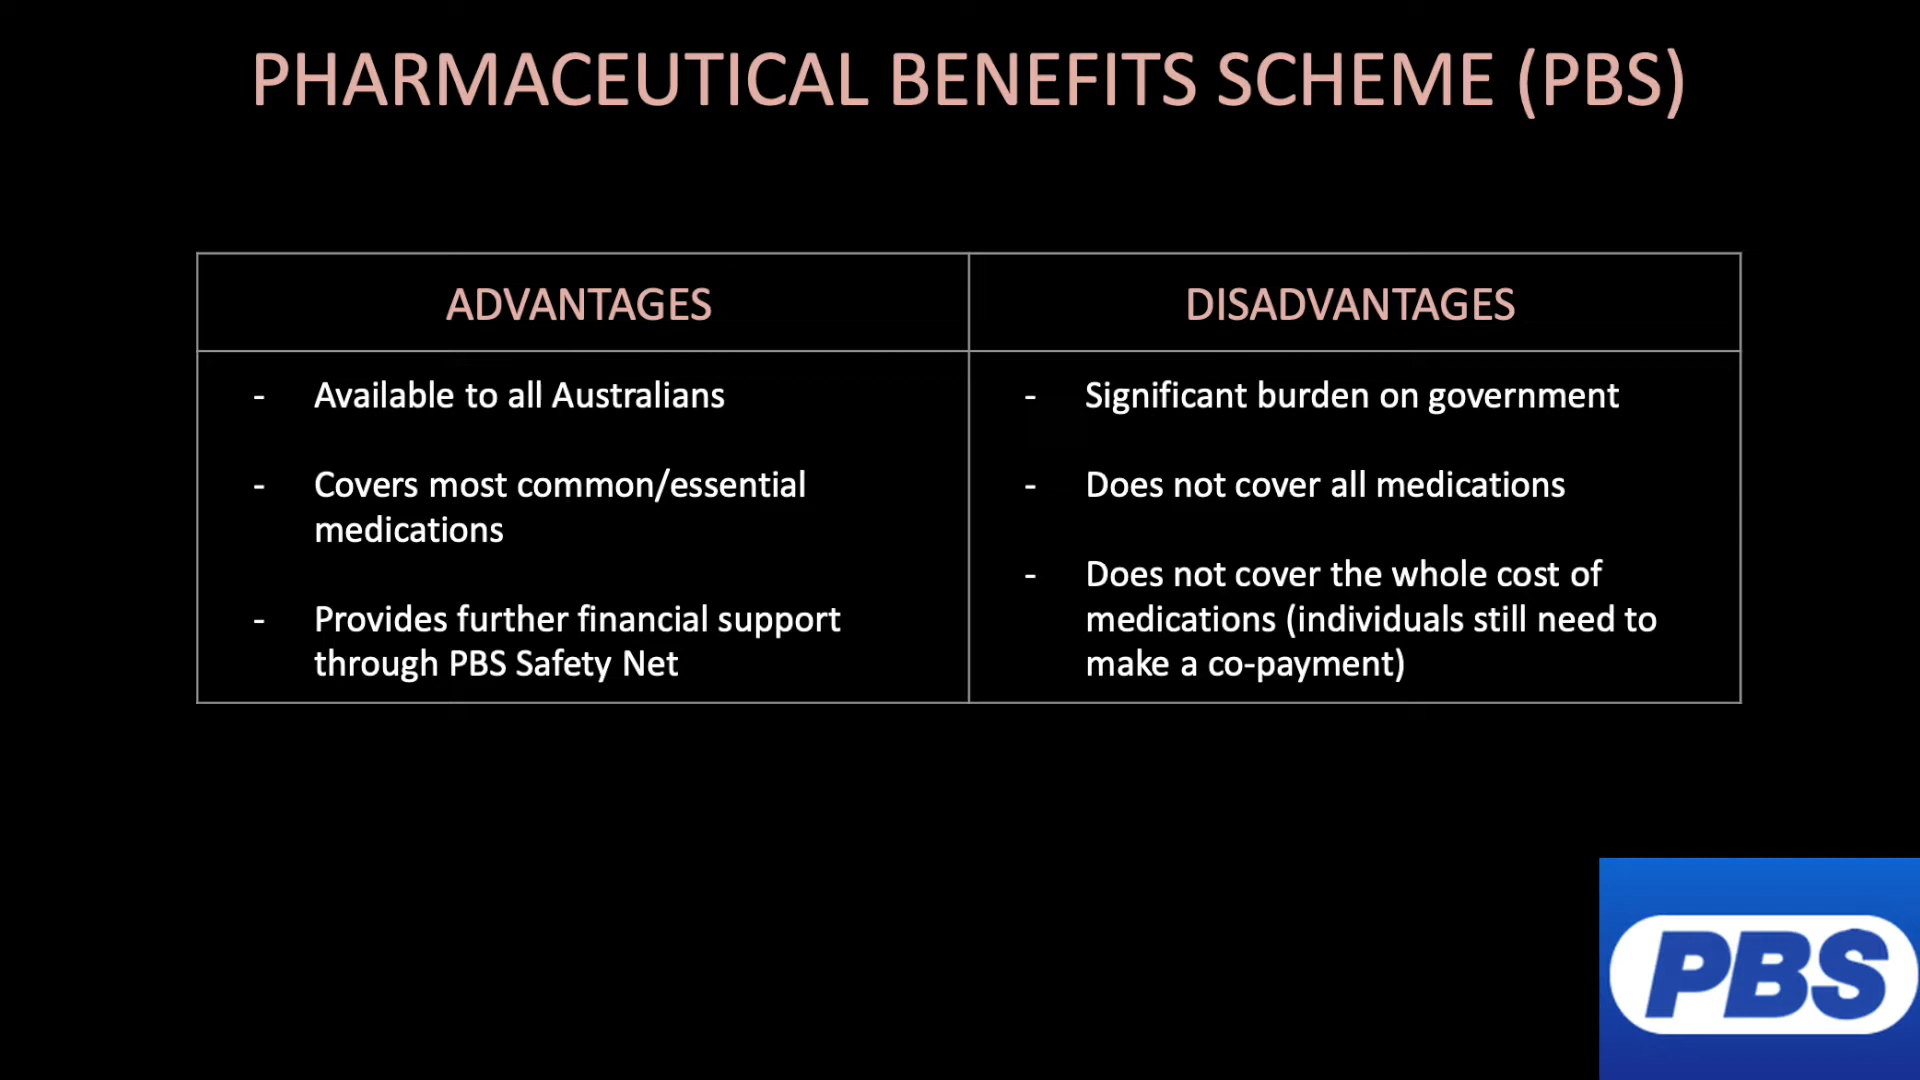 PHARMACEUTICAL BENEFITS SCHEME (PBS)
ADVANTAGES
- Available to all Australians
- Covers most common/essential
medications
- Provides further financial support
through PBS Safety Net
DISADVANTAGES
- Significant burden on government
- Does not cover all medications
- Does not cover the whole cost of
medications (individuals still need to
make a co-payment)
PBS